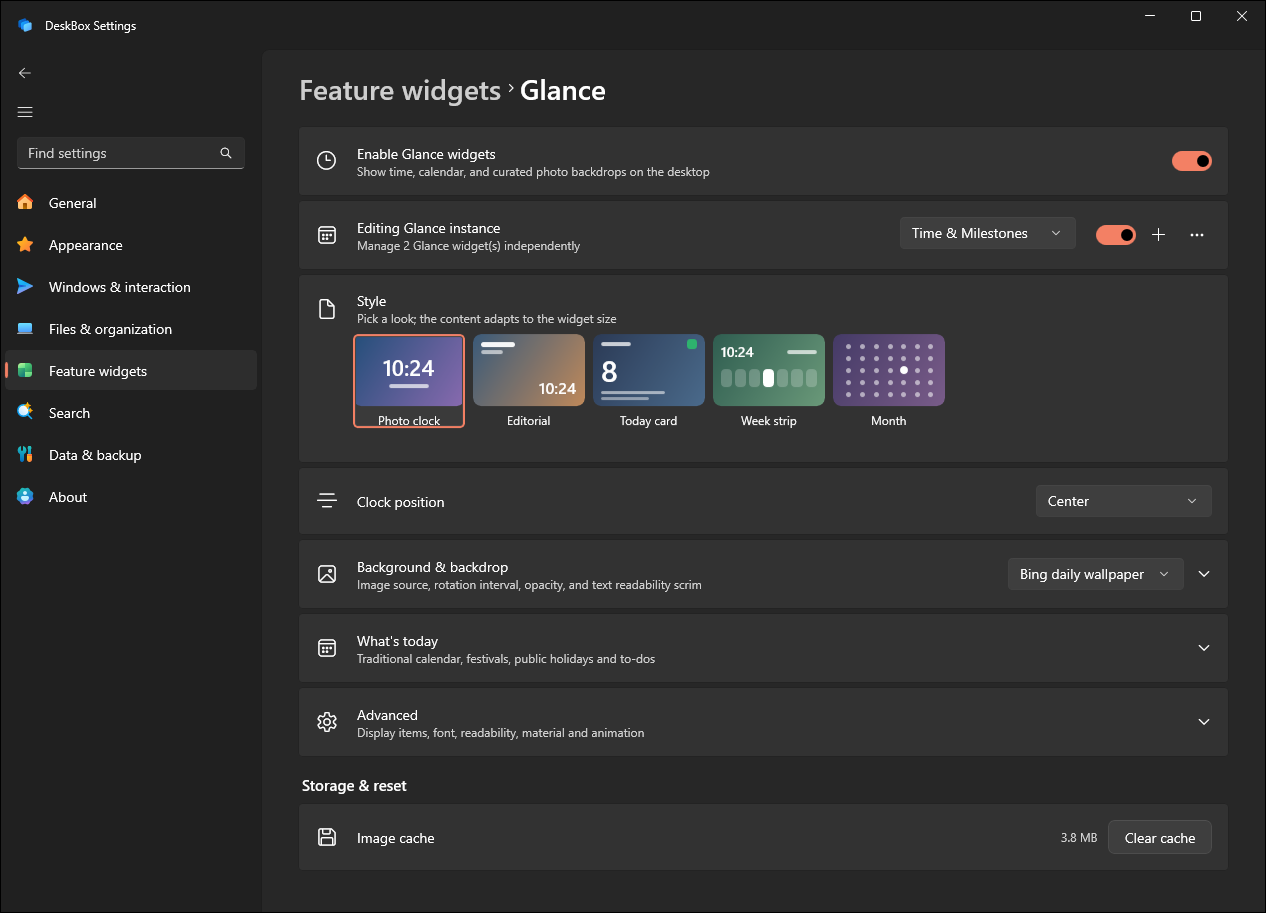 DeskBox Settings
Find settings
General
Appearance
Windows & interaction
Files & organization
Feature widgets
Search
Data & backup
About
Feature widgets › Glance
Enable Glance widgets
Show time, calendar, and curated photo backdrops on the desktop
Editing Glance instance
Manage 2 Glance widget(s) independently
Time & Milestones
Style
Pick a look; the content adapts to the widget size
10:24
Photo clock
10:24
Editorial
8
Today card
10:24
Week strip
Month
Clock position
Center
Background & backdrop
Image source, rotation interval, opacity, and text readability scrim
Bing daily wallpaper
What's today
Traditional calendar, festivals, public holidays and to-dos
Advanced
Display items, font, readability, material and animation
Storage & reset
Image cache
3.8 MB
Clear cache